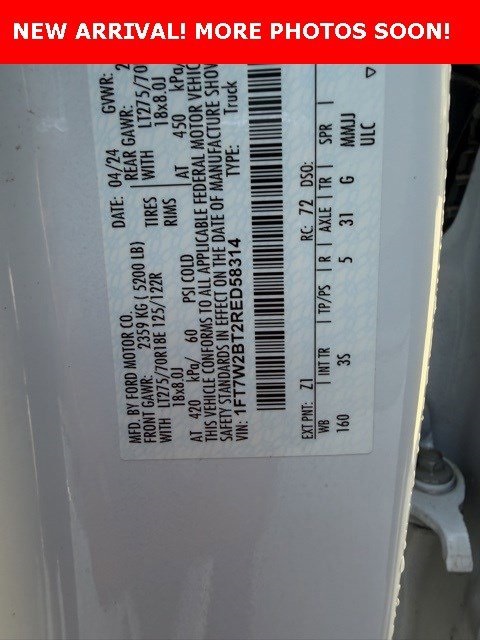 NEW ARRIVAL! MORE PHOTOS SOON!
MFD. BY FORD MOTOR CO.
DATE: 04/24 GVWR:
FRONT GAWR: 2359 KG ( 5200 LB) REAR GAWR:
WITH LT275/70R18E 125/122R TIRES WITH LT275/70
18x8.0J RIMS 18x8.0J
AT 420 kPa/ 60 PSI COLD AT 450 kPa/
THIS VEHICLE CONFORMS TO ALL APPLICABLE FEDERAL MOTOR VEHIC
SAFETY STANDARDS IN EFFECT ON THE DATE OF MANUFACTURE SHOW
VIN: 1FT7W2BT2RED58314 TYPE: Truck
EXT PNT: Z1 RC: 72 DSO:
WB INT TR TP/PS R AXLE TR SPR
160 3S 5 31 G MMJJ
ULC